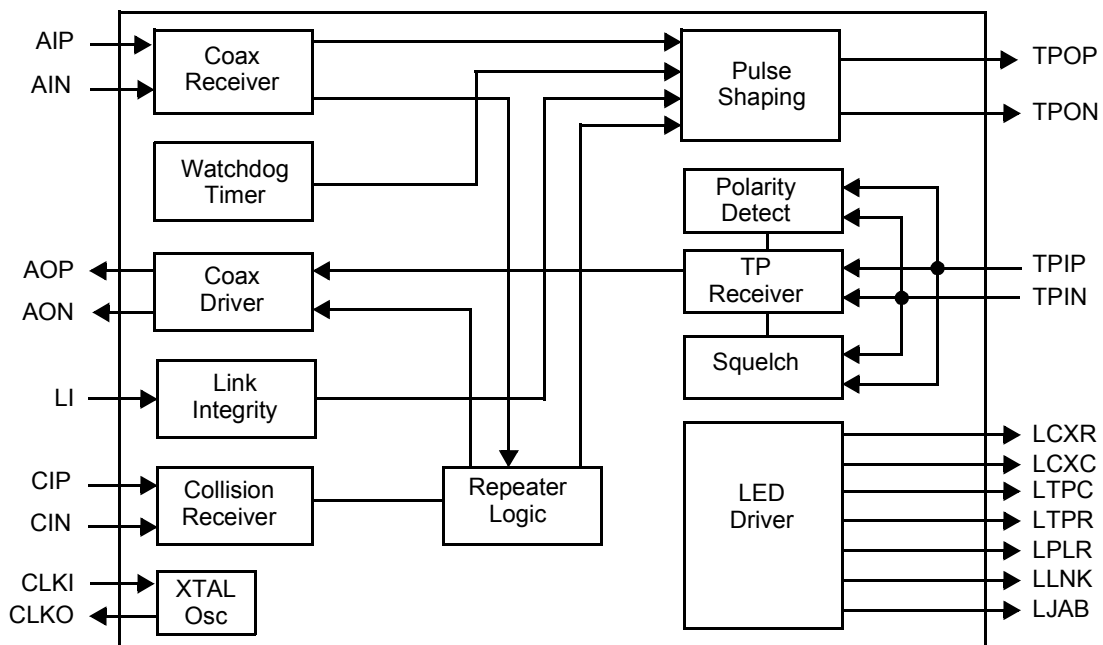 AIP
AIN
Coax
Receiver
Pulse
Shaping
TPOP
TPON
Watchdog
Timer
Polarity
Detect
AOP
AON
Coax
Driver
TP
Receiver
TPIP
TPIN
Squelch
LI
Link
Integrity
CIP
CIN
Collision
Receiver
Repeater
Logic
LED
Driver
LCXR
LCXC
LTPC
LTPR
LPLR
LLNK
LJAB
CLKI
CLKO
XTAL
Osc